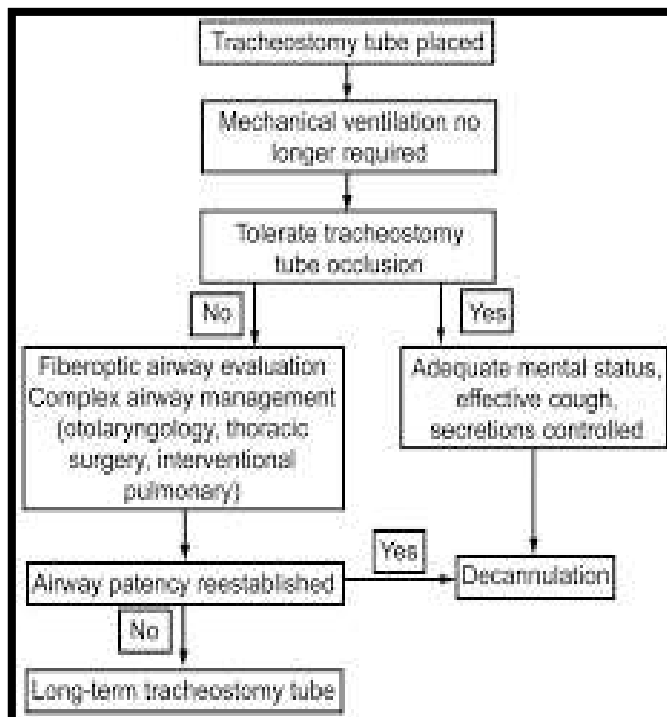 Tracheostomy tube placed
Mechanical ventilation no
longer required
Tolerate tracheostomy
tube occlusion
No
Yes
Fiberoptic airway evaluation
Complex airway management
(otolaryngology, thoracic
surgery, interventional
pulmonary)
Adequate mental status,
effective cough,
secretions controlled
Airway patency reestablished
Yes
Decannulation
No
Long-term tracheostomy tube